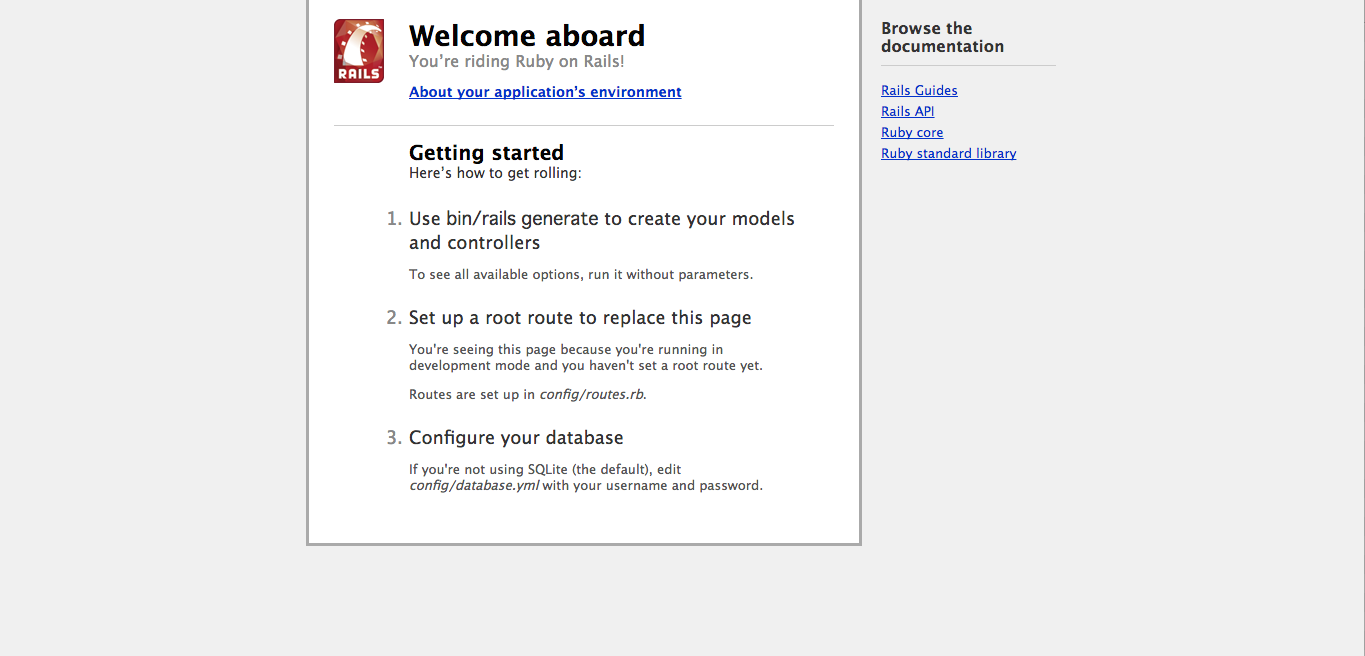 RAILS
Welcome aboard
You’re riding Ruby on Rails!
About your application’s environment
Getting started
Here’s how to get rolling:
1. Use bin/rails generate to create your models
and controllers
To see all available options, run it without parameters.
2. Set up a root route to replace this page
You're seeing this page because you're running in
development mode and you haven't set a root route yet.
Routes are set up in config/routes.rb.
3. Configure your database
If you're not using SQLite (the default), edit
config/database.yml with your username and password.
Browse the
documentation
Rails Guides
Rails API
Ruby core
Ruby standard library